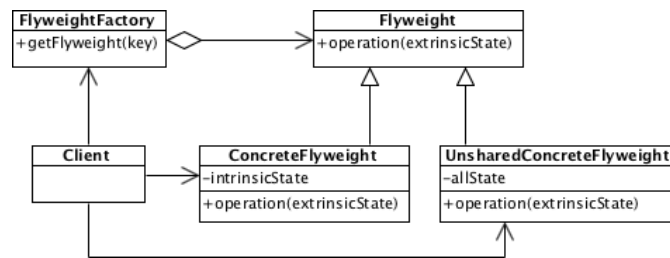 FlyweightFactory
+getFlyweight(key)
Flyweight
+operation(extrinsicState)
Client
ConcreteFlyweight
-intrinsicState
+operation(extrinsicState)
UnsharedConcreteFlyweight
-allState
+operation(extrinsicState)